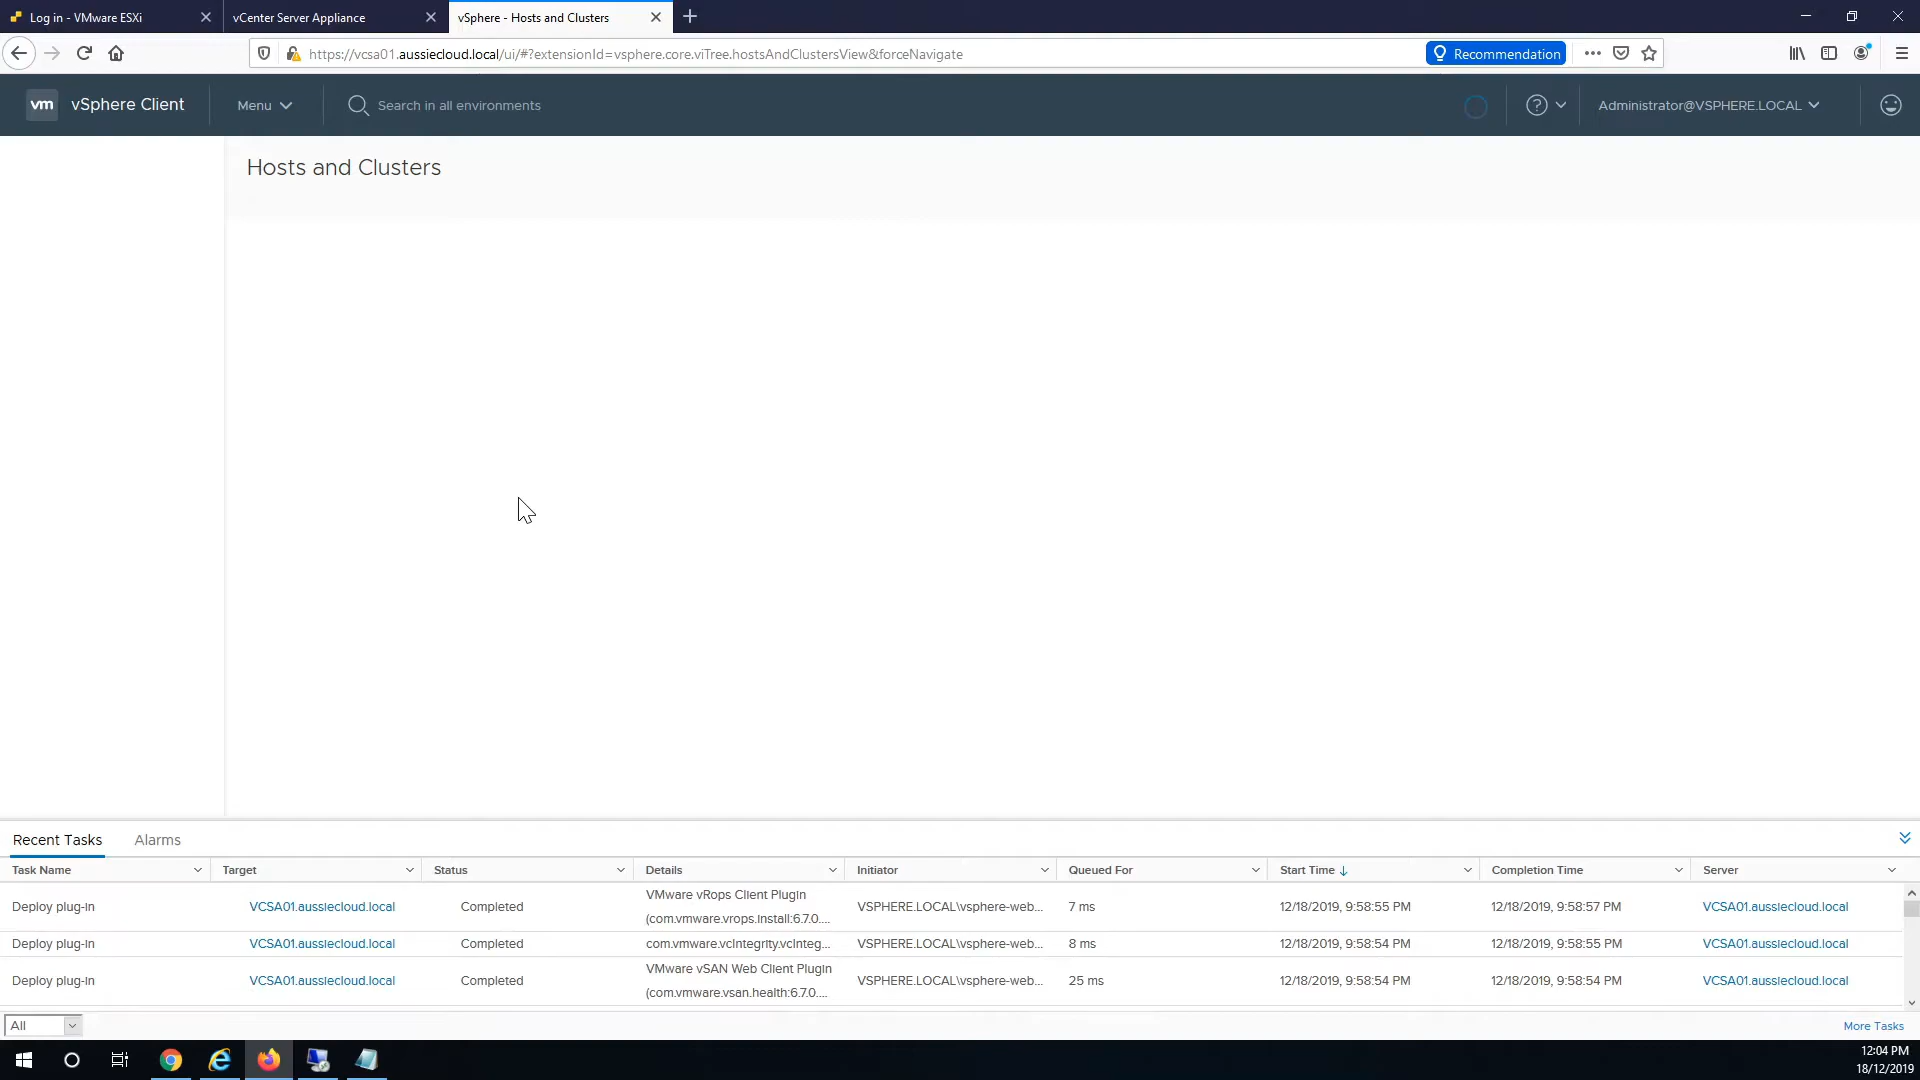 Log in - VMware ESXi
vCenter Server Appliance
vSphere - Hosts and Clusters
https://vcsa01.aussiecloud.local/ui/#?extensionId=vsphere.core.viTree.hostsAndClustersView&forceNavigate
Recommendation
vm vSphere Client
Menu
Search in all environments
Administrator@VSPHERE.LOCAL
Hosts and Clusters
Recent Tasks
Alarms
Task Name
Target
Status
Details
Initiator
Queued For
Start Time
Completion Time
Server
Deploy plug-in
VCSA01.aussiecloud.local
Completed
VMware vRops Client Plugin
(com.vmware.vrops.install:6.7.0....
VSPHERE.LOCAL\vsphere-web...
7 ms
12/18/2019, 9:58:55 PM
12/18/2019, 9:58:57 PM
VCSA01.aussiecloud.local
Deploy plug-in
VCSA01.aussiecloud.local
Completed
com.vmware.vcIntegrity.vcInteg...
VSPHERE.LOCAL\vsphere-web...
8 ms
12/18/2019, 9:58:54 PM
12/18/2019, 9:58:55 PM
VCSA01.aussiecloud.local
Deploy plug-in
VCSA01.aussiecloud.local
Completed
VMware vSAN Web Client Plugin
(com.vmware.vsan.health:6.7.0....
VSPHERE.LOCAL\vsphere-web...
25 ms
12/18/2019, 9:58:54 PM
12/18/2019, 9:58:54 PM
VCSA01.aussiecloud.local
All
More Tasks
12:04 PM
18/12/2019